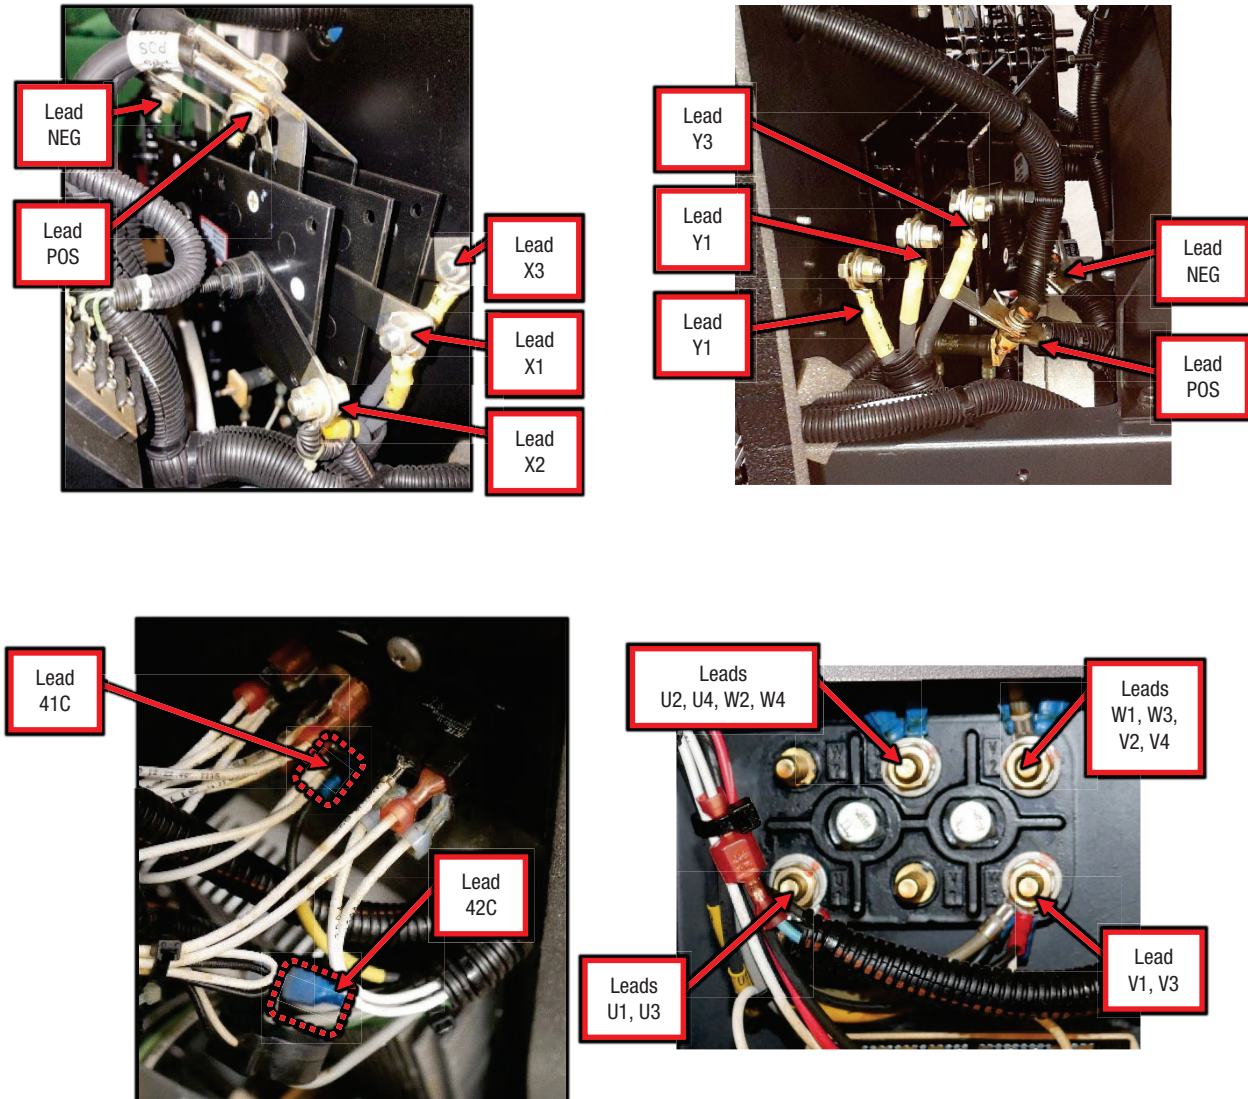 POS
Lead
NEG
Lead
POS
Lead
X3
Lead
X1
Lead
X2
Lead
Y3
Lead
Y1
Lead
Y1
Lead
NEG
Lead
POS
Lead
41C
Lead
42C
Leads
U2, U4, W2, W4
Leads
W1, W3,
V2, V4
Leads
U1, U3
Lead
V1, V3